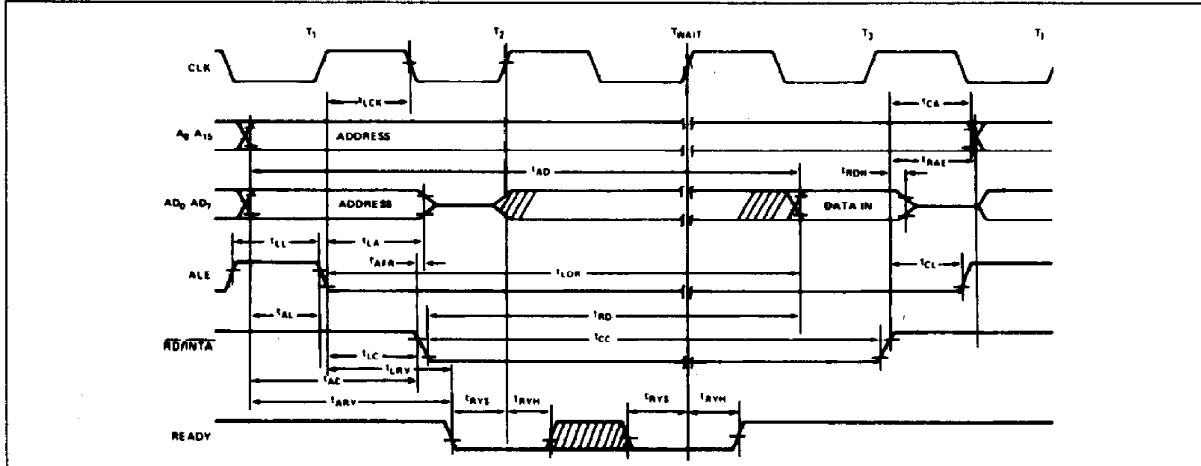 T1 T2 TWAIT T3 T1
CLK
tLCK tCA
A8 A15 ADDRESS
tRAE
tAD tRDH
AD0 AD7 ADDRESS DATA IN
tLL tLA
tAFR tCL
ALE tLDR
tAL tRD
RD/INTA tCC
tLC
tLRY
tAC
tARY tRYS tRYH tRYS tRYH
READY